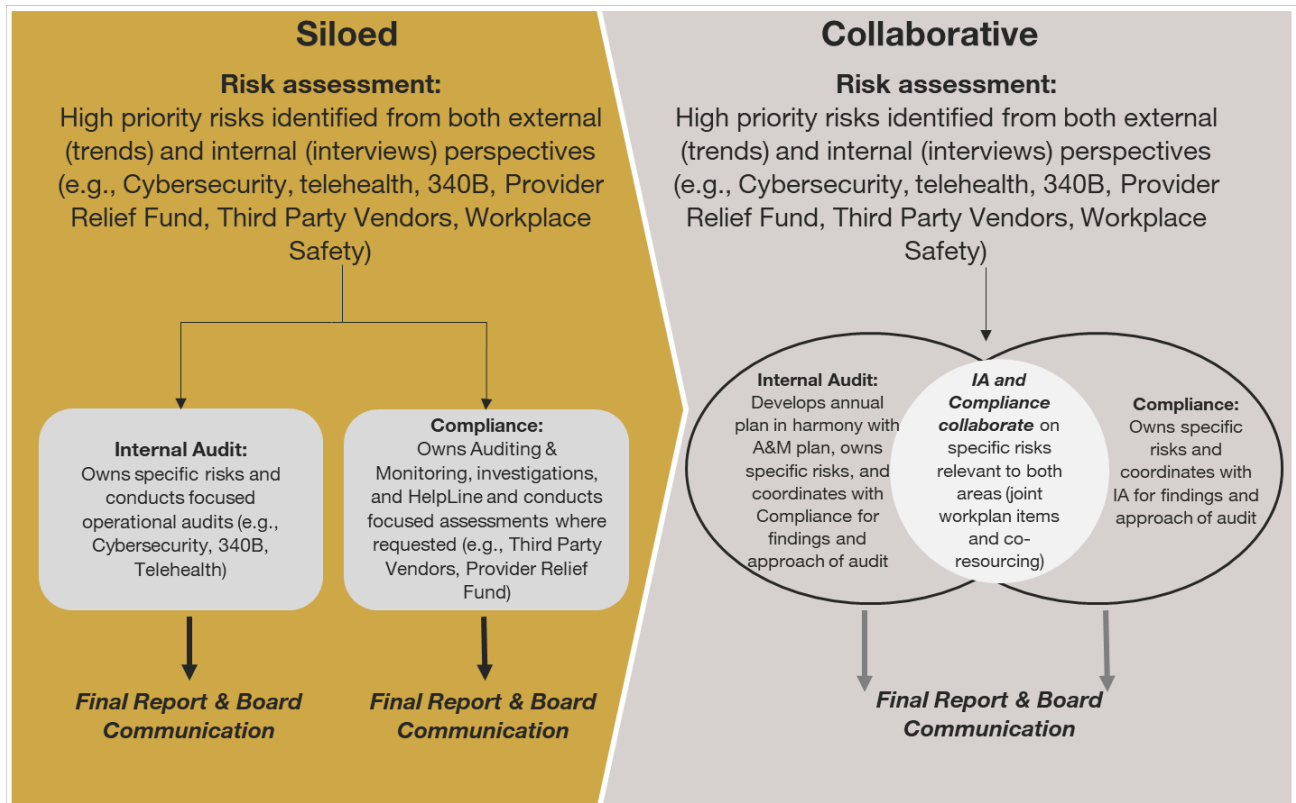 Siloed
Risk assessment:
High priority risks identified from both external
(trends) and internal (interviews) perspectives
(e.g., Cybersecurity, telehealth, 340B, Provider
Relief Fund, Third Party Vendors, Workplace
Safety)
Internal Audit:
Owns specific risks and
conducts focused
operational audits (e.g.,
Cybersecurity, 340B,
Telehealth)
Compliance:
Owns Auditing &
Monitoring, investigations,
and HelpLine and conducts
focused assessments where
requested (e.g., Third Party
Vendors, Provider Relief
Fund)
Final Report & Board
Communication
Final Report & Board
Communication
Collaborative
Risk assessment:
High priority risks identified from both external
(trends) and internal (interviews) perspectives
(e.g., Cybersecurity, telehealth, 340B, Provider
Relief Fund, Third Party Vendors, Workplace
Safety)
Internal Audit:
Develops annual
plan in harmony with
A&M plan, owns
specific risks, and
coordinates with
Compliance for
findings and
approach of audit
IA and
Compliance
collaborate on
specific risks
relevant to both
areas (joint
workplan items
and co-
resourcing)
Compliance:
Owns specific
risks and
coordinates with
IA for findings and
approach of audit
Final Report & Board
Communication